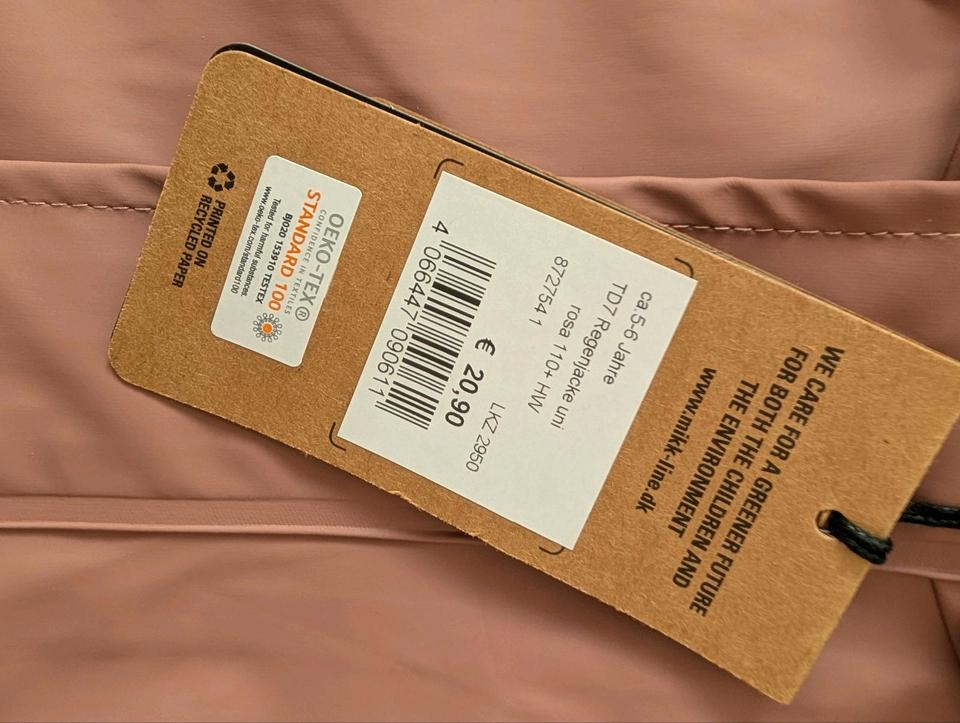 WE CARE FOR A GREENER FUTURE
FOR BOTH THE CHILDREN AND
THE ENVIRONMENT
www.mikk-line.dk
ca.5-6 Jahre
TD7 Regenjacke uni
rosa 110+ HW
872754 1
LKZ 2950
€ 20,90
4 066447 090611
OEKO-TEX®
CONFIDENCE IN TEXTILES
STANDARD 100
BJ020 153910 TESTEX
Tested for harmful substances.
www.oeko-tex.com/standard100
PRINTED ON
RECYCLED PAPER